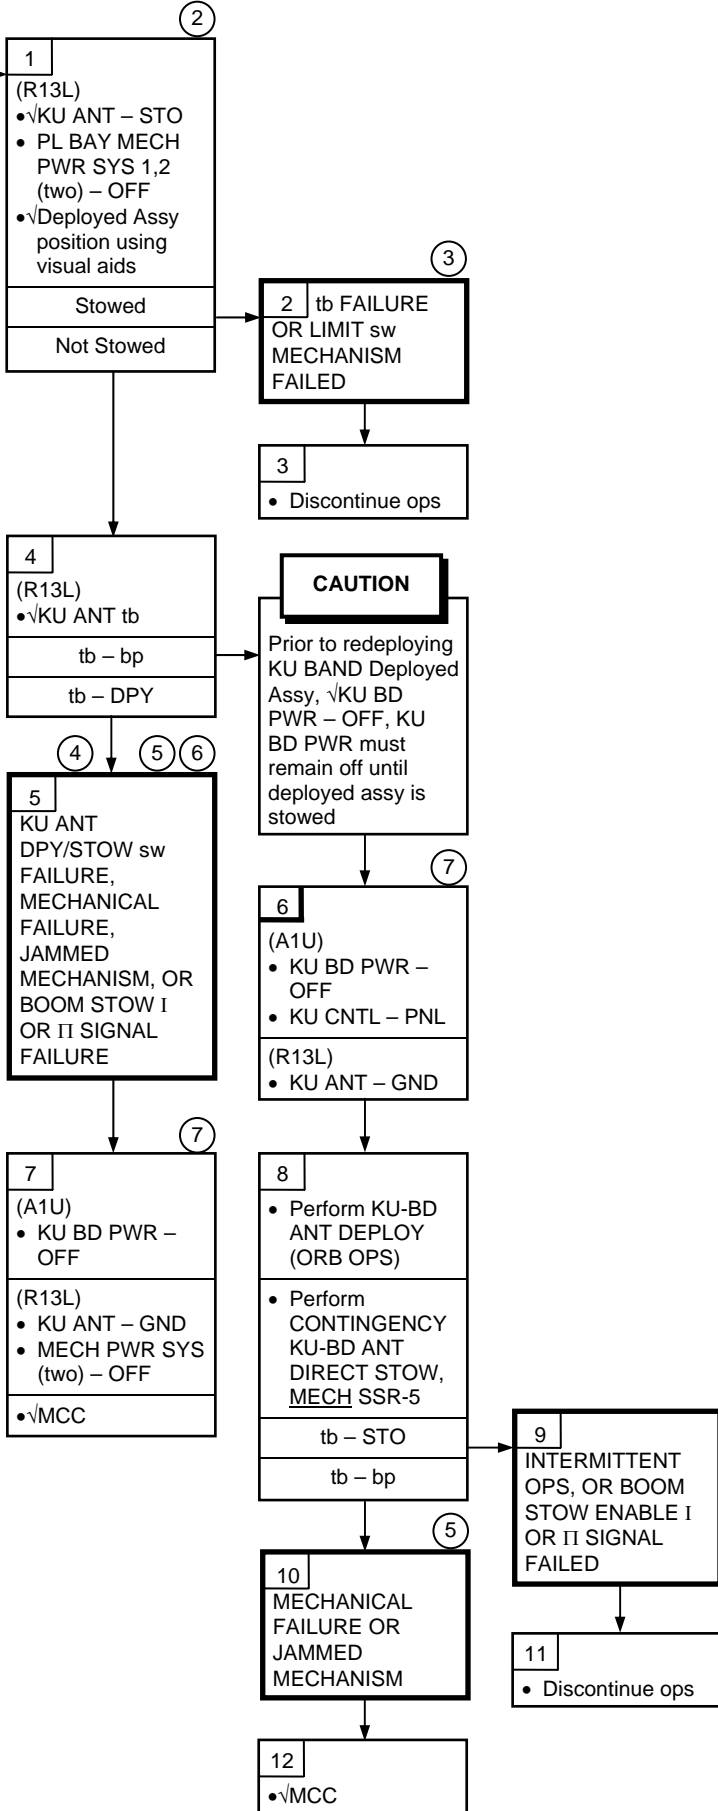 2
1
(R13L)
•√KU ANT – STO
• PL BAY MECH
PWR SYS 1,2
(two) – OFF
•√Deployed Assy
position using
visual aids
Stowed
Not Stowed
3
2 tb FAILURE
OR LIMIT sw
MECHANISM
FAILED
3
• Discontinue ops
4
(R13L)
•√KU ANT tb
tb – bp
tb – DPY
CAUTION
Prior to redeploying
KU BAND Deployed
Assy, √KU BD
PWR – OFF, KU
BD PWR must
remain off until
deployed assy is
stowed
4 5 6
5
KU ANT
DPY/STOW sw
FAILURE,
MECHANICAL
FAILURE,
JAMMED
MECHANISM, OR
BOOM STOW I
OR Π SIGNAL
FAILURE
7
6
(A1U)
• KU BD PWR –
OFF
• KU CNTL – PNL
(R13L)
• KU ANT – GND
7
7
(A1U)
• KU BD PWR –
OFF
(R13L)
• KU ANT – GND
• MECH PWR SYS
(two) – OFF
•√MCC
8
• Perform KU-BD
ANT DEPLOY
(ORB OPS)
• Perform
CONTINGENCY
KU-BD ANT
DIRECT STOW,
MECH SSR-5
tb – STO
tb – bp
9
INTERMITTENT
OPS, OR BOOM
STOW ENABLE I
OR Π SIGNAL
FAILED
5
10
MECHANICAL
FAILURE OR
JAMMED
MECHANISM
11
• Discontinue ops
12
•√MCC